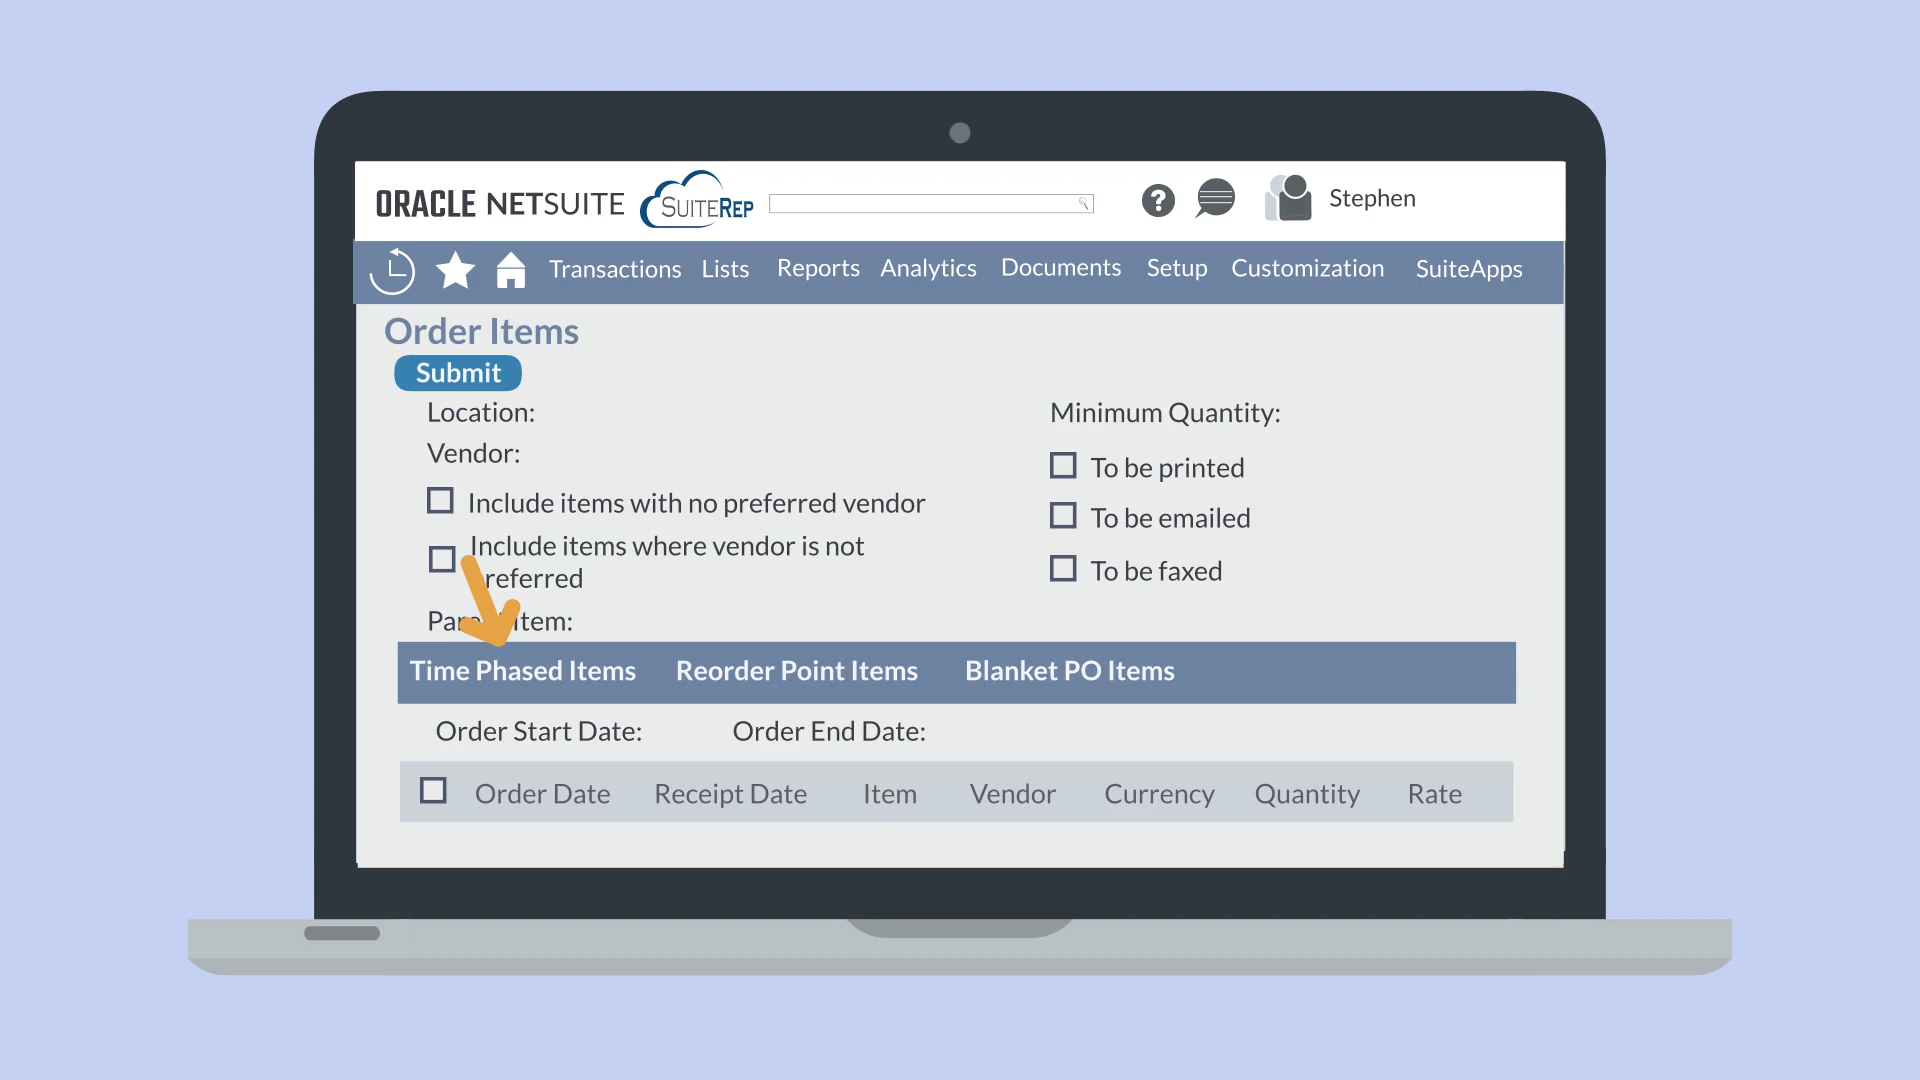 ORACLE NETSUITE SUITEREP ? Stephen
Transactions Lists Reports Analytics Documents Setup Customization SuiteApps
Order Items
Submit
Location:
Minimum Quantity:
Vendor:
To be printed
Include items with no preferred vendor
To be emailed
Include items where vendor is not
referred
To be faxed
Item:
Time Phased Items Reorder Point Items Blanket PO Items
Order Start Date: Order End Date:
Order Date Receipt Date Item Vendor Currency Quantity Rate